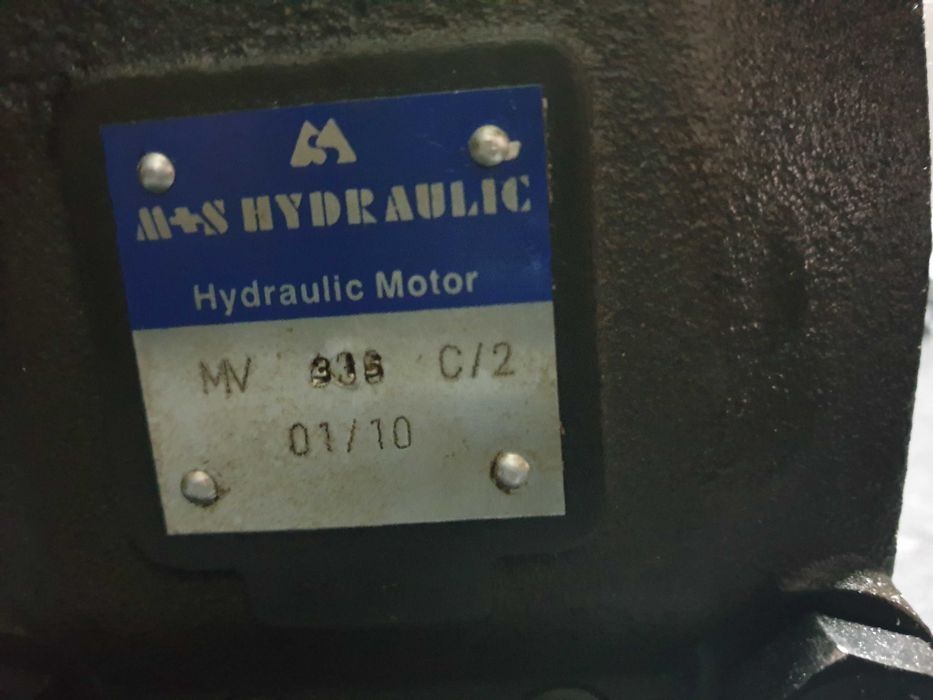 M+S HYDRAULIC
Hydraulic Motor
MV C/2
01/10